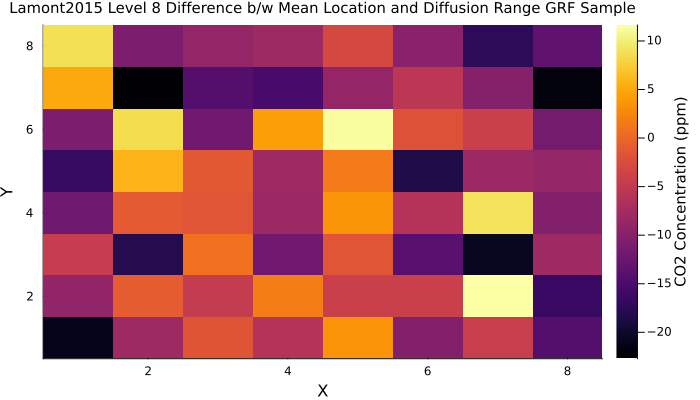 Lamont2015 Level 8 Difference b/w Mean Location and Diffusion Range GRF Sample
8
6
4
2
Y
2 4 6 8
X
10
5
0
−5
−10
−15
−20
CO2 Concentration (ppm)